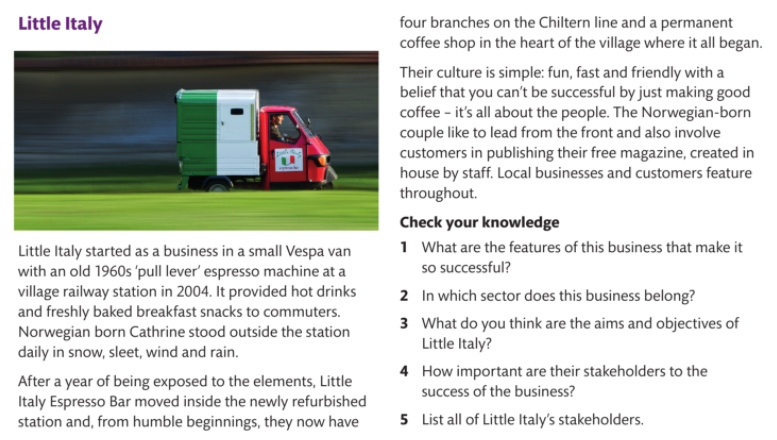 Little Italy
Little Italy started as a business in a small Vespa van
with an old 1960s ‘pull lever’ espresso machine at a
village railway station in 2004. It provided hot drinks
and freshly baked breakfast snacks to commuters.
Norwegian born Cathrine stood outside the station
daily in snow, sleet, wind and rain.
After a year of being exposed to the elements, Little
Italy Espresso Bar moved inside the newly refurbished
station and, from humble beginnings, they now have
four branches on the Chiltern line and a permanent
coffee shop in the heart of the village where it all began.
Their culture is simple: fun, fast and friendly with a
belief that you can’t be successful by just making good
coffee – it’s all about the people. The Norwegian-born
couple like to lead from the front and also involve
customers in publishing their free magazine, created in
house by staff. Local businesses and customers feature
throughout.
Check your knowledge
1 What are the features of this business that make it
so successful?
2 In which sector does this business belong?
3 What do you think are the aims and objectives of
Little Italy?
4 How important are their stakeholders to the
success of the business?
5 List all of Little Italy’s stakeholders.